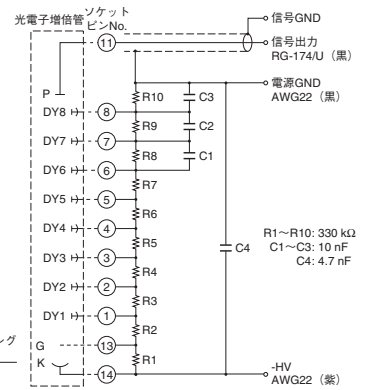 光電子増倍管
ソケット
ピンNo.
信号GND
11
信号出力
RG-174/U（黒）
電源GND
AWG22（黒）
P
R10
C3
DY8
8
R9
C2
DY7
7
R8
C1
DY6
6
R7
DY5
5
R6
DY4
4
R5
DY3
3
R4
DY2
2
R3
DY1
1
R2
G
13
R1
K
14
C4
R1〜R10: 330 kΩ
C1〜C3: 10 nF
C4: 4.7 nF
ング
-HV
AWG22（紫）